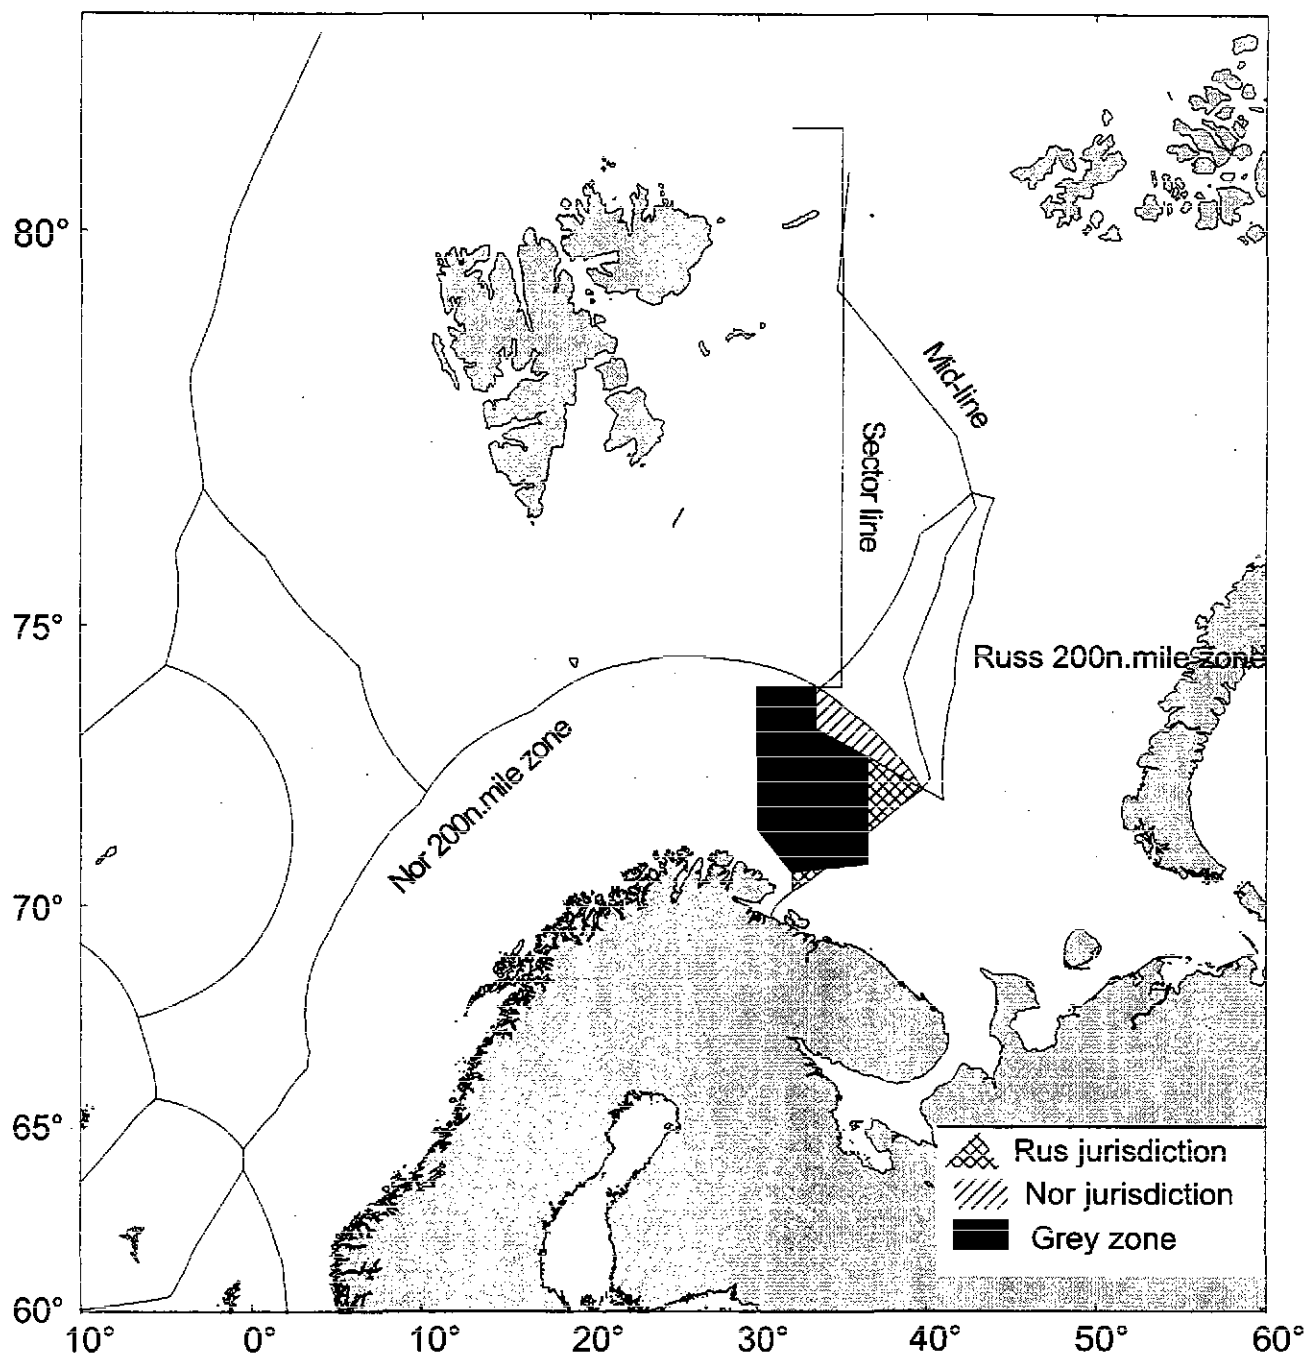 80°
75°
70°
65°
60°
Mid-line
Sector line
Russ 200n.mile zone
Nor 200n.mile zone
Rus jurisdiction
Nor jurisdiction
Grey zone
10°
0°
10°
20°
30°
40°
50°
60°